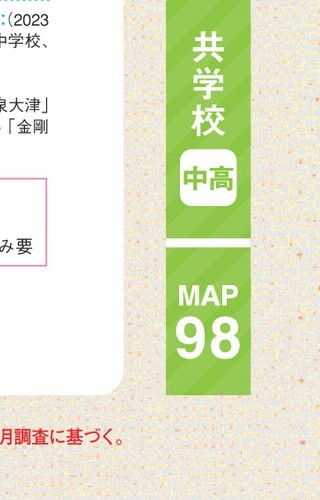 ：（2023
中学校、
泉大津」
「金剛
み要
月調査に基づく。
共学校
中高
MAP
98